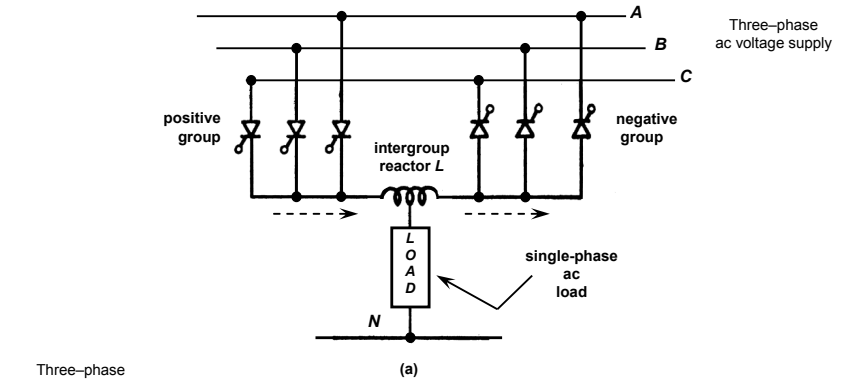 A
Three–phase
ac voltage supply
B
C
positive
group
negative
group
intergroup
reactor L
L
O
A
D
single-phase
ac
load
N
Three–phase
(a)